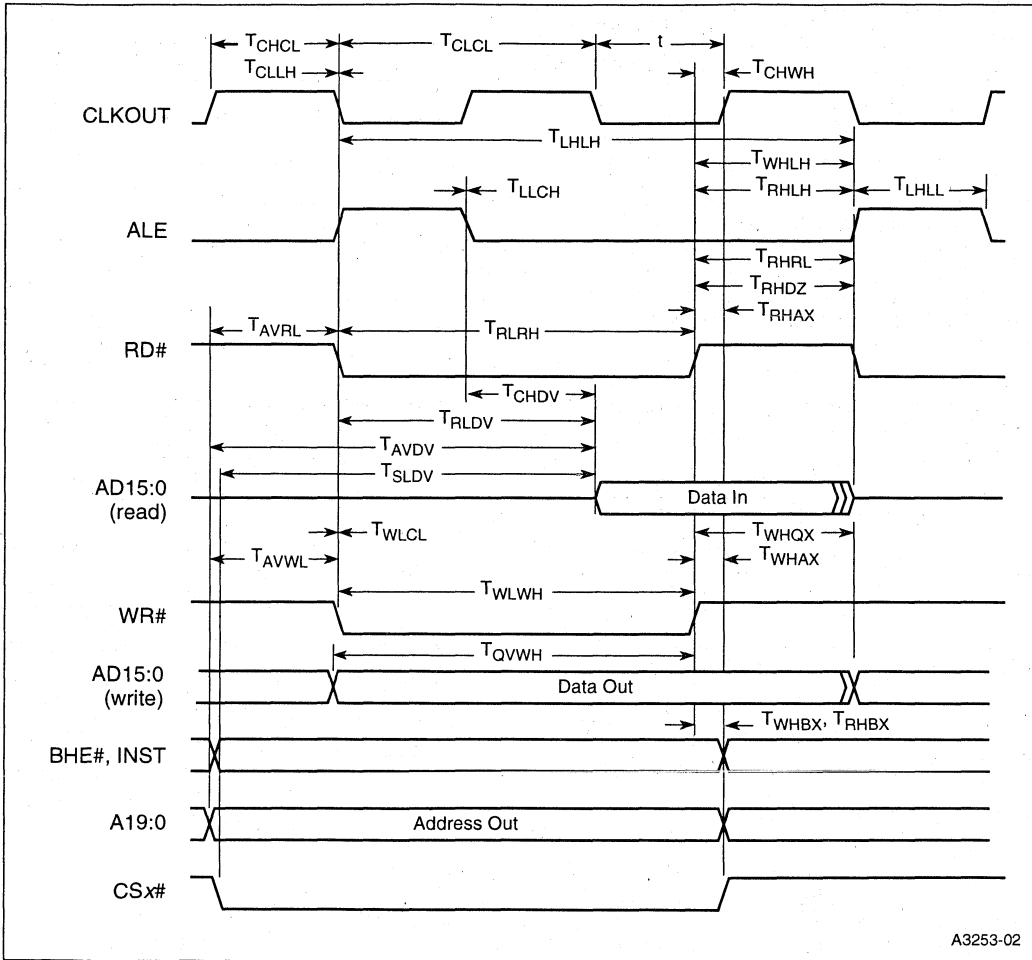 T_CHCL T_CLCL t
T_CLLH T_CHWH
CLKOUT
T_LHLH
T_WHLH
T_LLCH T_RHLH T_LHLL
ALE
T_RHRL
T_RHDZ
T_AVRL T_RLRH T_RHAX
RD#
T_CHDV
T_RLDV
T_AVDV
T_SLDV
AD15:0 Data In
(read)
T_WLCL T_WHQX
T_AVWL T_WHAX
T_WLWH
WR#
T_QVWH
AD15:0 Data Out
(write)
T_WHBX, T_RHBX
BHE#, INST
A19:0 Address Out
CSx#
A3253-02